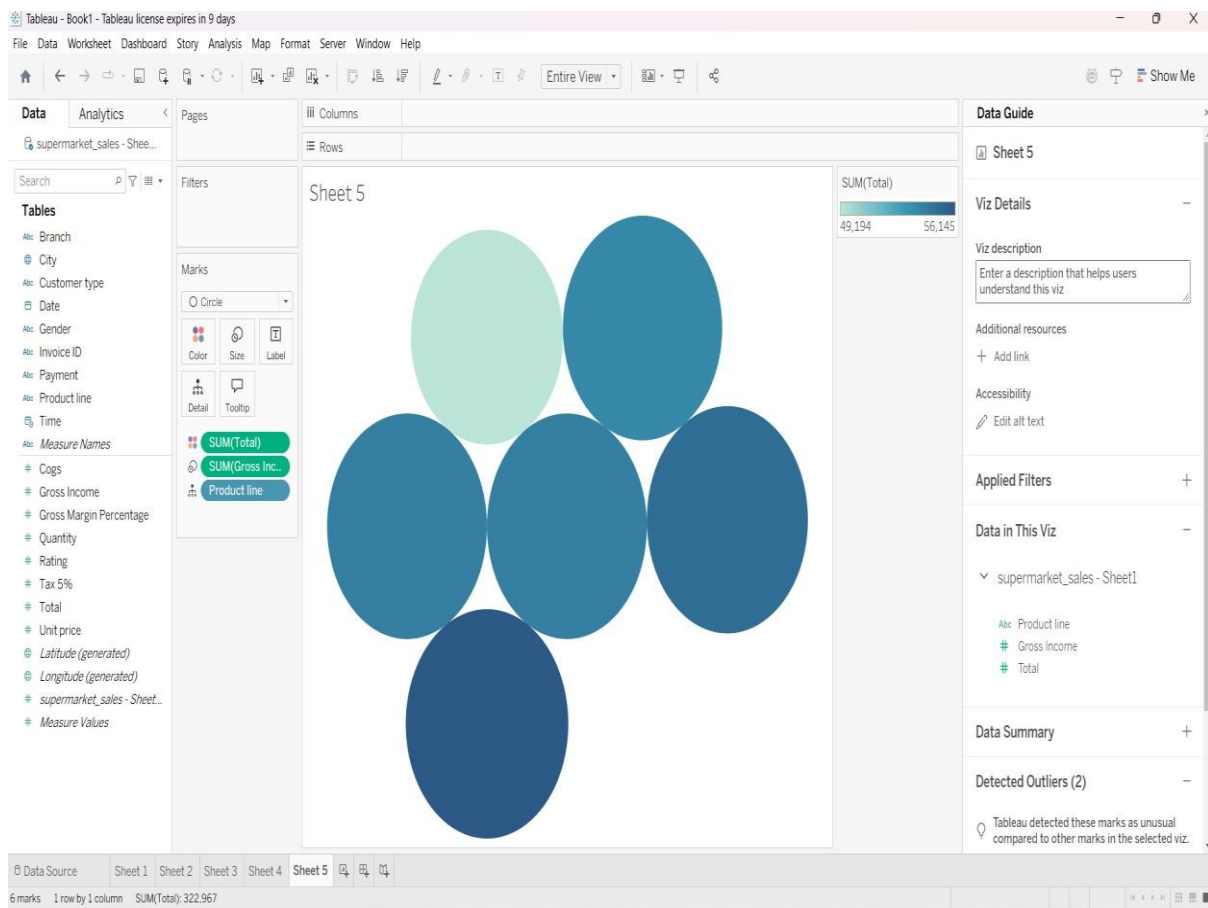 Tableau - Book1 - Tableau license expires in 9 days
File Data Worksheet Dashboard Story Analysis Map Format Server Window Help
Entire View
Show Me
Data Analytics
supermarket_sales - Shee...
Search
Tables
Branch
City
Customer type
Date
Gender
Invoice ID
Payment
Product line
Time
Measure Names
Cogs
Gross Income
Gross Margin Percentage
Quantity
Rating
Tax 5%
Total
Unit price
Latitude (generated)
Longitude (generated)
supermarket_sales - Sheet...
Measure Values
Pages
Filters
Marks
Circle
Color Size Label
Detail Tooltip
SUM(Total)
SUM(Gross Inc..
Product line
Columns
Rows
Sheet 5
SUM(Total)
49,194 56,145
Data Guide
Sheet 5
Viz Details
Viz description
Enter a description that helps users
understand this viz
Additional resources
Add link
Accessibility
Edit alt text
Applied Filters
Data in This Viz
supermarket_sales - Sheet1
Abc Product line
Gross Income
Total
Data Summary
Detected Outliers (2)
Tableau detected these marks as unusual
compared to other marks in the selected viz.
Data Source Sheet 1 Sheet 2 Sheet 3 Sheet 4 Sheet 5
6 marks 1 row by 1 column SUM(Total): 322,967